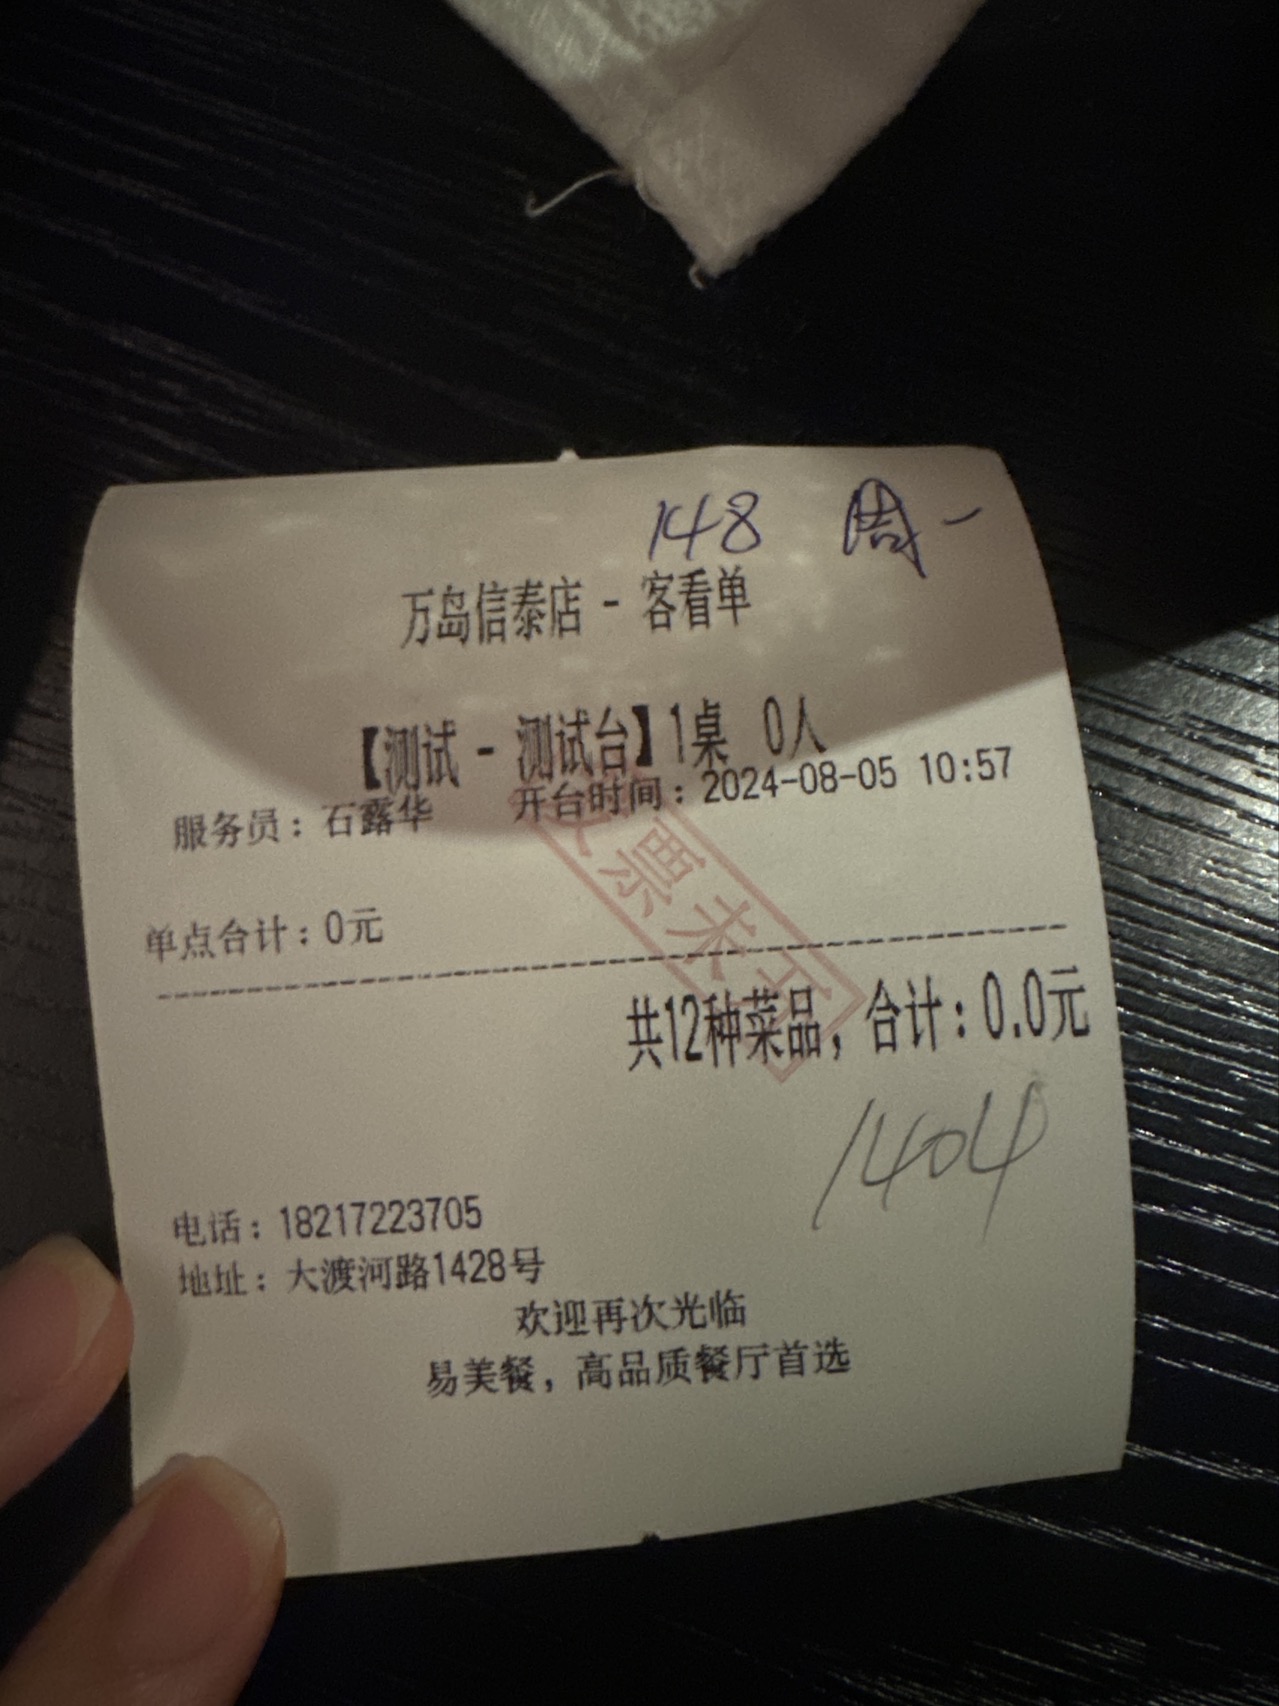 148 周一
万岛信泰店 - 客看单
【测试 - 测试台】1桌 0人
服务员：石露华 开台时间：2024-08-05 10:57
发票未开
单点合计：0元
共12种菜品，合计：0.0元
1404
电话：18217223705
地址：大渡河路1428号
欢迎再次光临
易美餐，高品质餐厅首选